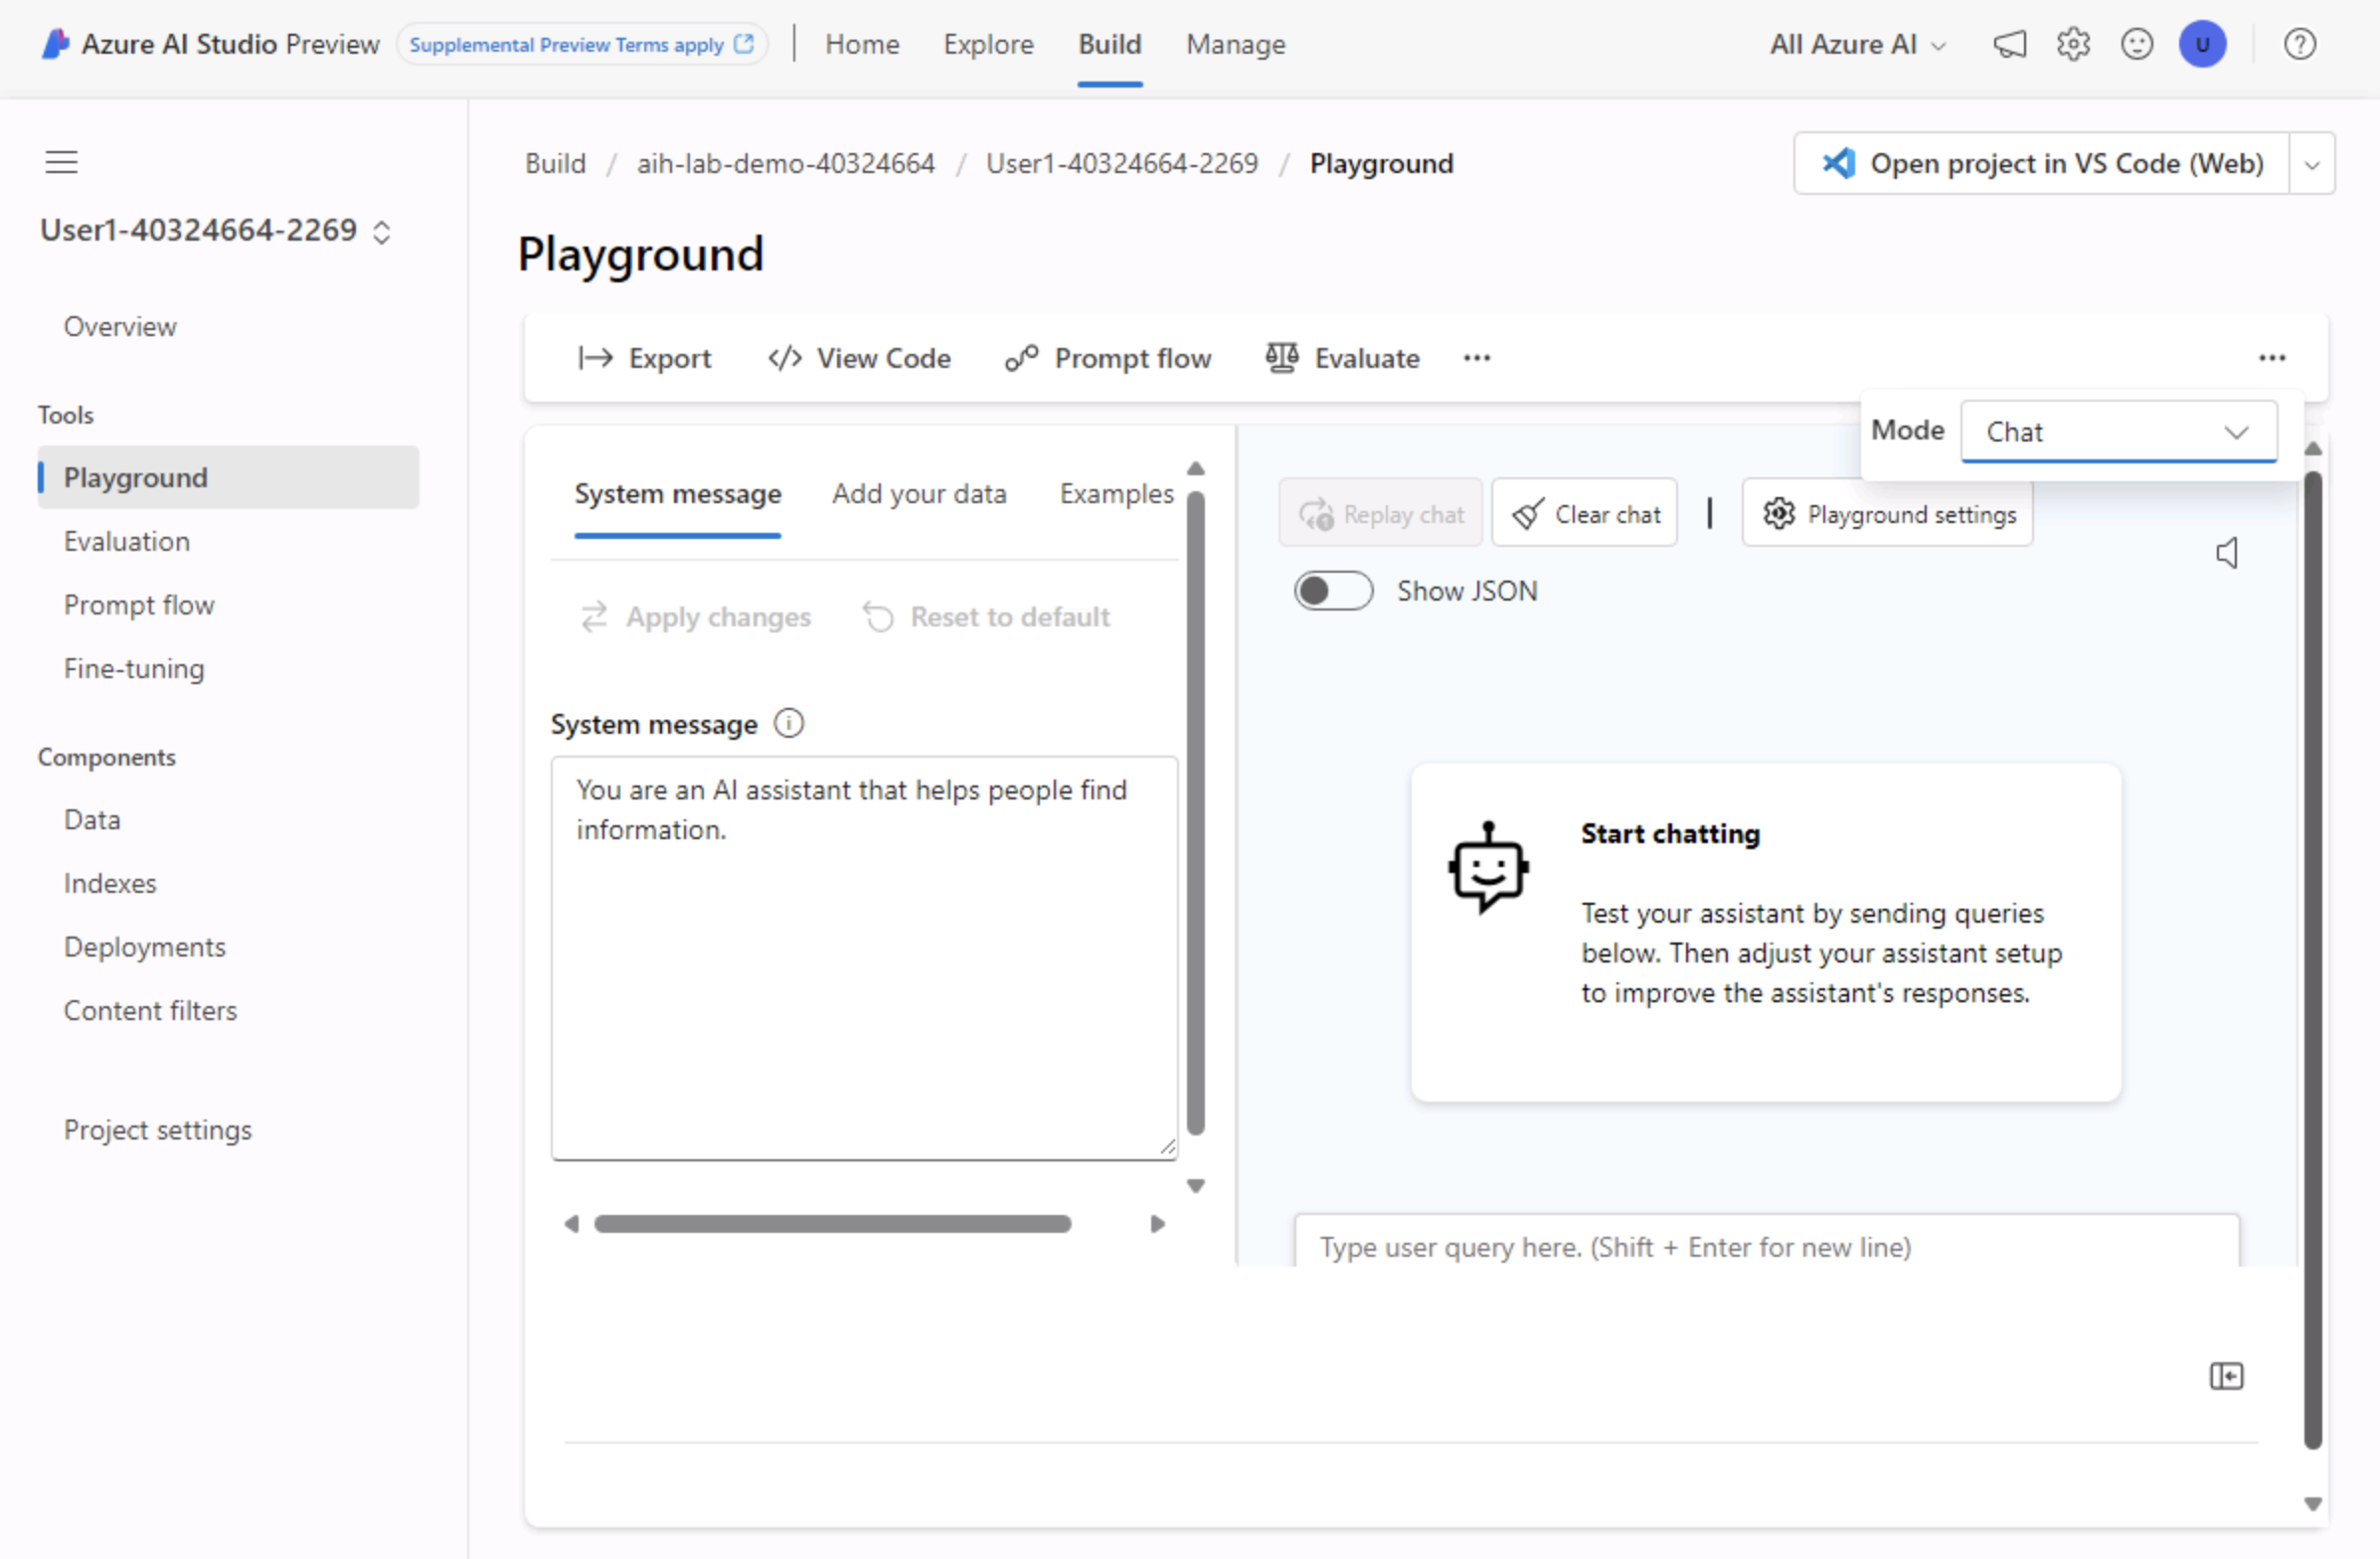 Azure AI Studio Preview
Supplemental Preview Terms apply
Home
Explore
Build
Manage
All Azure AI
U
Build / aih-lab-demo-40324664 / User1-40324664-2269 / Playground
Open project in VS Code (Web)
User1-40324664-2269
Overview
Tools
Playground
Evaluation
Prompt flow
Fine-tuning
Components
Data
Indexes
Deployments
Content filters
Project settings
Playground
Export
View Code
Prompt flow
Evaluate
Mode
Chat
System message
Add your data
Examples
Apply changes
Reset to default
System message
You are an AI assistant that helps people find
information.
Replay chat
Clear chat
Playground settings
Show JSON
Start chatting
Test your assistant by sending queries
below. Then adjust your assistant setup
to improve the assistant's responses.
Type user query here. (Shift + Enter for new line)